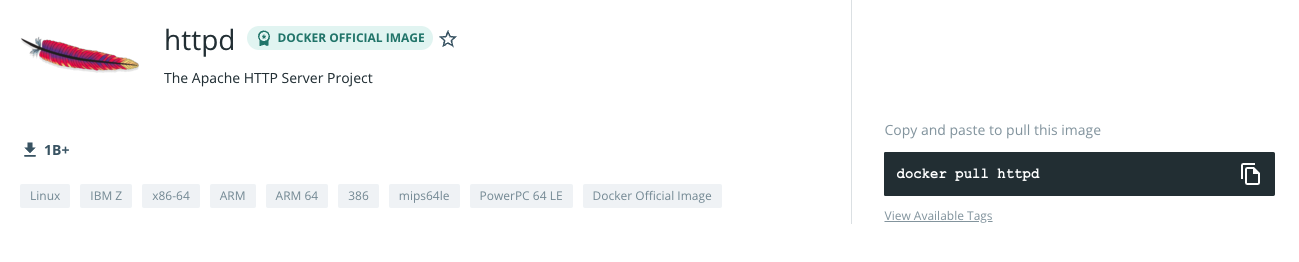 httpd DOCKER OFFICIAL IMAGE
The Apache HTTP Server Project
1B+
Linux IBM Z x86-64 ARM ARM 64 386 mips64le PowerPC 64 LE Docker Official Image
Copy and paste to pull this image
docker pull httpd
View Available Tags